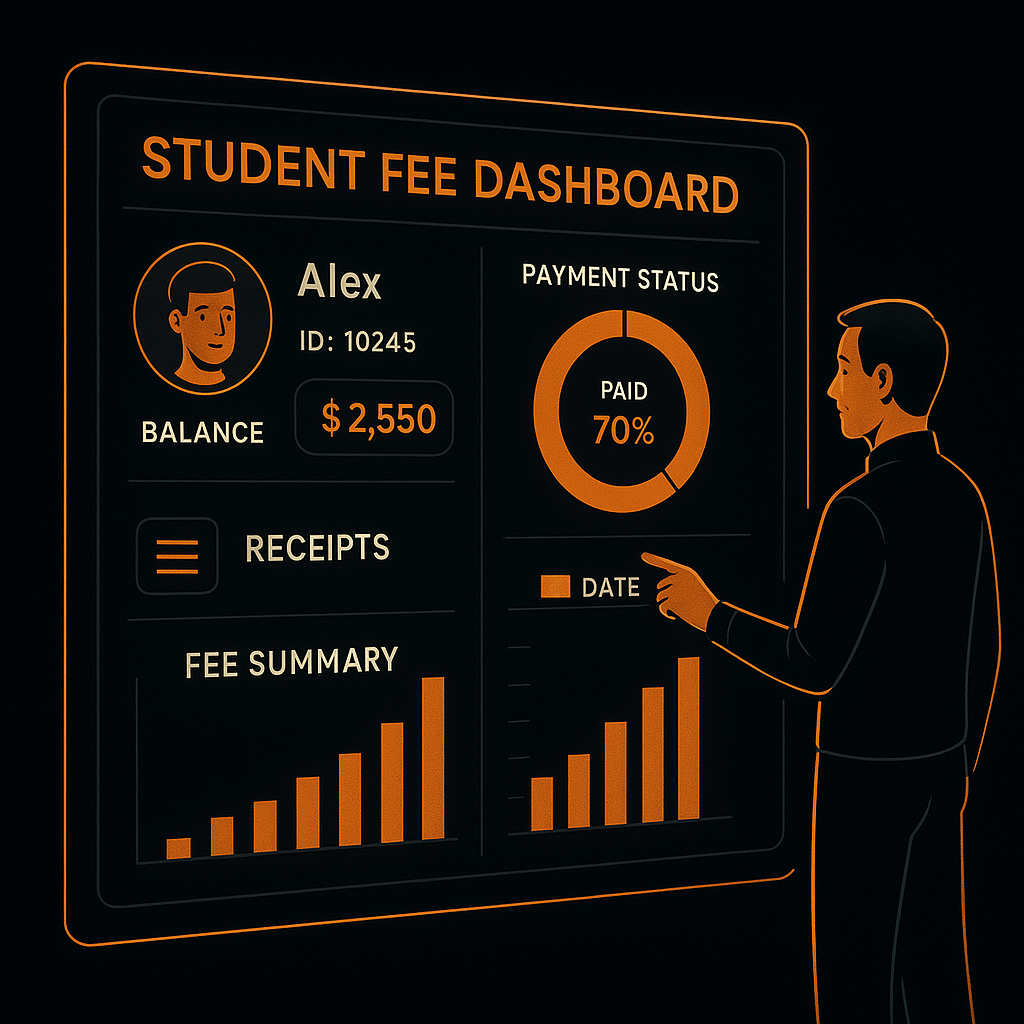 STUDENT FEE DASHBOARD
Alex
ID: 10245
BALANCE
$ 2,550
RECEIPTS
FEE SUMMARY
PAYMENT STATUS
PAID
70%
DATE